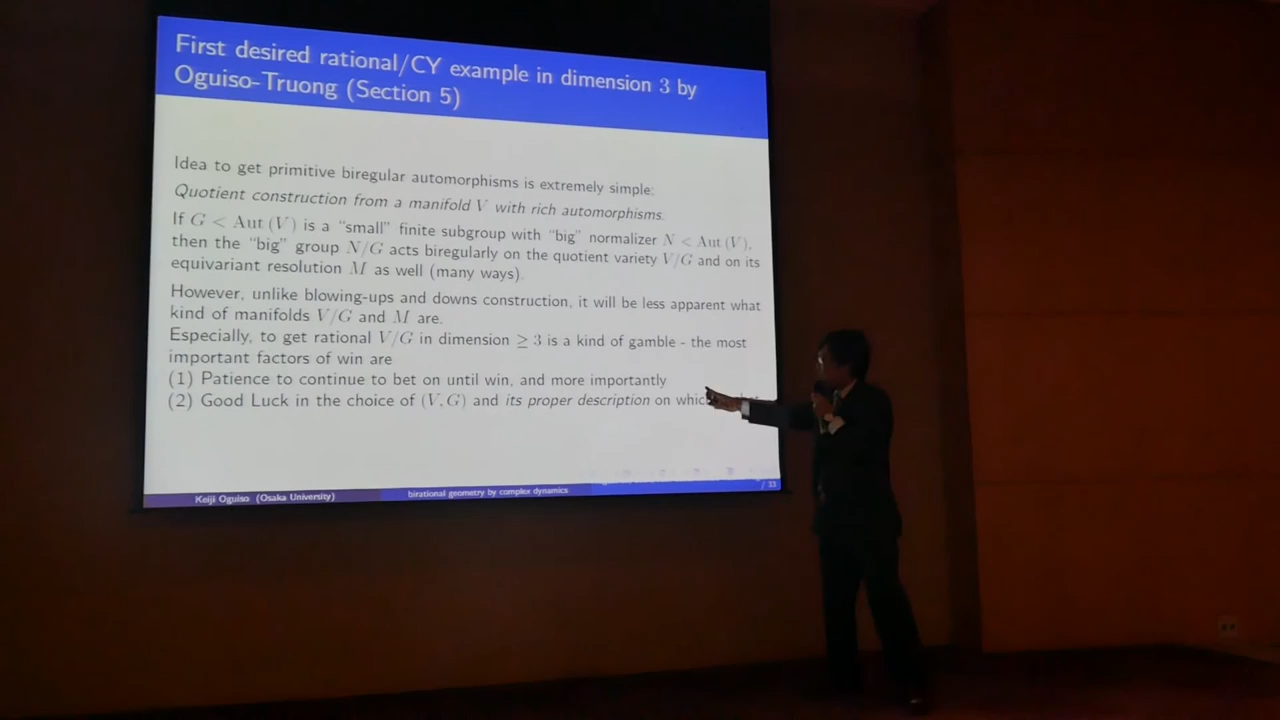 First desired rational/CY example in dimension 3 by
Oguiso-Truong (Section 5)
Idea to get primitive biregular automorphisms is extremely simple:
Quotient construction from a manifold V with rich automorphisms.
If G < Aut (V) is a "small" finite subgroup with "big" normalizer N < Aut (V),
then the "big" group N/G acts biregularly on the quotient variety V/G and on its
equivariant resolution M as well (many ways).
However, unlike blowing-ups and downs construction, it will be less apparent what
kind of manifolds V/G and M are.
Especially, to get rational V/G in dimension ≥ 3 is a kind of gamble - the most
important factors of win are
(1) Patience to continue to bet on until win, and more importantly
(2) Good Luck in the choice of (V, G) and its proper description on
Keiji Oguiso (Osaka University)
birational geometry by complex dynamics
/ 33